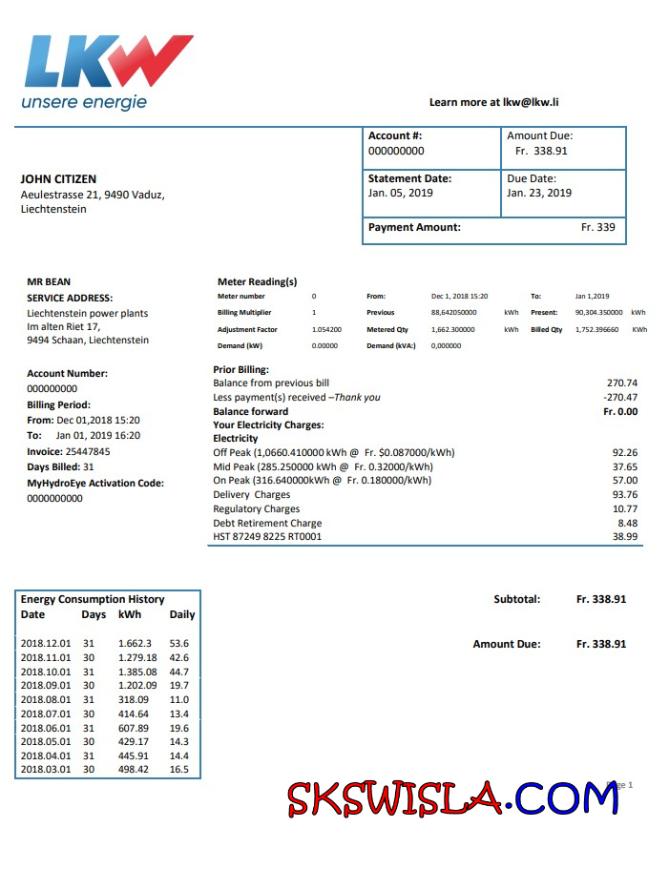 LKW
unsere energie
Learn more at lkw@lkw.li
Account #:
000000000
Amount Due:
Fr. 338.91
Statement Date:
Jan. 05, 2019
Due Date:
Jan. 23, 2019
Payment Amount: Fr. 339
JOHN CITIZEN
Aeulestrasse 21, 9490 Vaduz,
Liechtenstein
MR BEAN
SERVICE ADDRESS:
Liechtenstein power plants
Im alten Riet 17,
9494 Schaan, Liechtenstein
Account Number:
000000000
Billing Period:
From: Dec 01,2018 15:20
To: Jan 01, 2019 16:20
Invoice: 25447845
Days Billed: 31
MyHydroEye Activation Code:
0000000000
Meter Reading(s)
Meter number 0 From: Dec 1, 2018 15:20 To: Jan 1,2019
Billing Multiplier 1 Previous 88,642050000 kWh Present: 90,304.350000 kWh
Adjustment Factor 1.054200 Metered Qty 1,662.300000 kWh Billed Qty 1,752.396660 kWh
Demand (kW) 0.00000 Demand (kVA:) 0,000000
Prior Billing:
Balance from previous bill 270.74
Less payment(s) received –Thank you -270.47
Balance forward Fr. 0.00
Your Electricity Charges:
Electricity
Off Peak (1,0660.410000 kWh @ Fr. $0.087000/kWh) 92.26
Mid Peak (285.250000 kWh @ Fr. 0.32000/kWh) 37.65
On Peak (316.640000kWh @ Fr. 0.180000/kWh) 57.00
Delivery Charges 93.76
Regulatory Charges 10.77
Debt Retirement Charge 8.48
HST 87249 8225 RT0001 38.99
Energy Consumption History
Date Days kWh Daily
2018.12.01 31 1.662.3 53.6
2018.11.01 30 1.279.18 42.6
2018.10.01 31 1.385.08 44.7
2018.09.01 30 1.202.09 19.7
2018.08.01 31 318.09 11.0
2018.07.01 30 414.64 13.4
2018.06.01 31 607.89 19.6
2018.05.01 30 429.17 14.3
2018.04.01 31 445.91 14.4
2018.03.01 30 498.42 16.5
Subtotal: Fr. 338.91
Amount Due: Fr. 338.91
1
SKSWISLA.COM